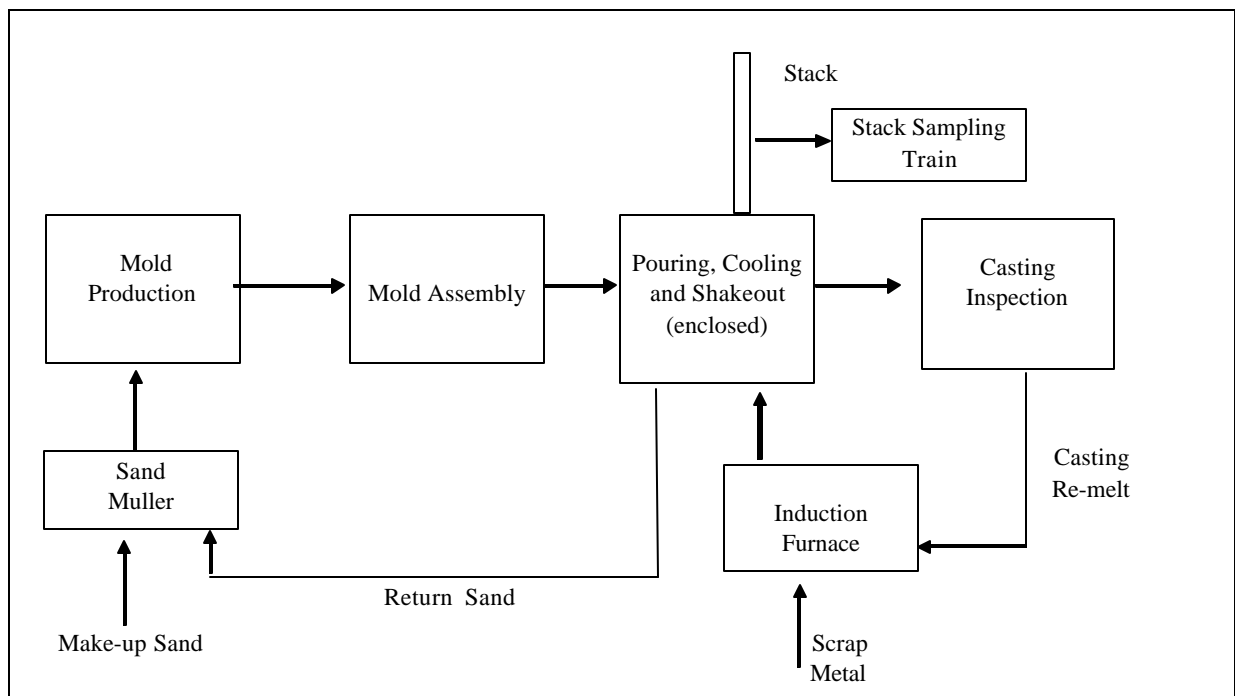 Stack
Stack Sampling
Train
Mold
Production
Mold Assembly
Pouring, Cooling
and Shakeout
(enclosed)
Casting
Inspection
Sand
Muller
Induction
Furnace
Casting
Re-melt
Return Sand
Make-up Sand
Scrap
Metal